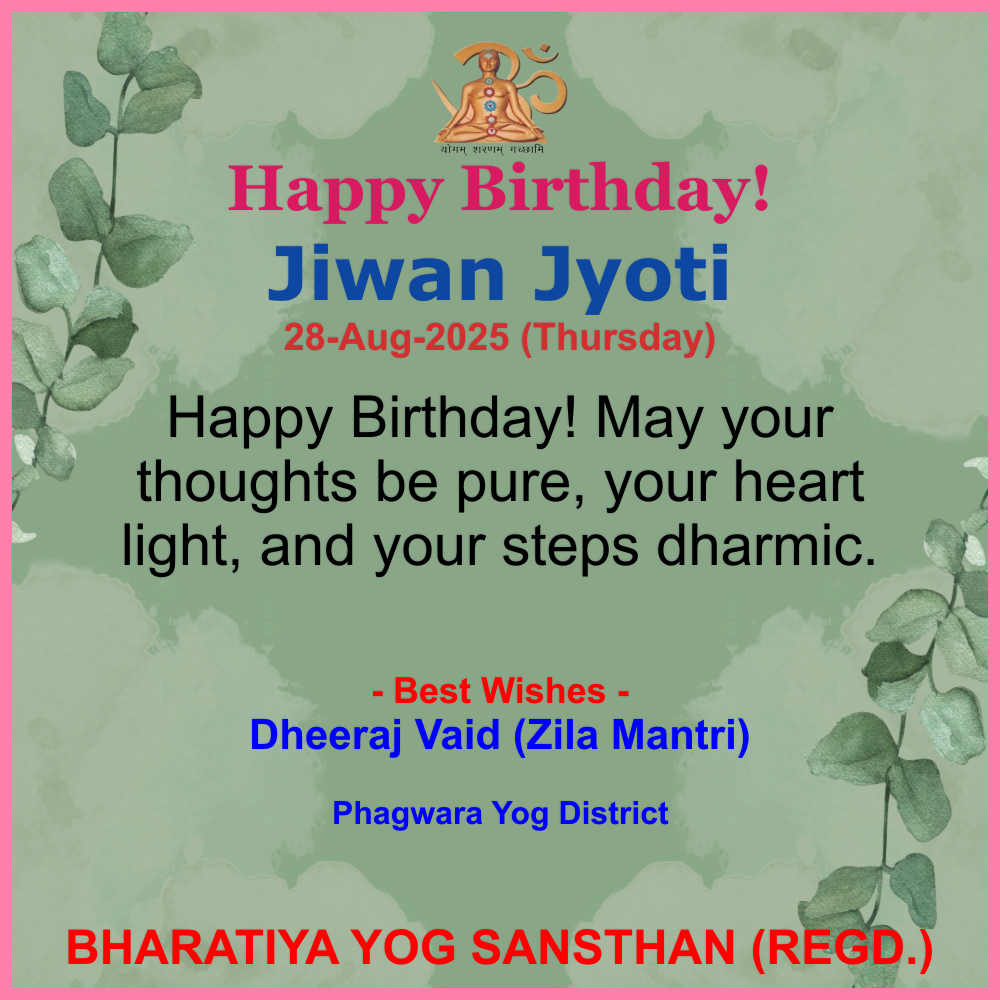 योगम् शरणम् गच्छामि
Happy Birthday!
Jiwan Jyoti
28-Aug-2025 (Thursday)
Happy Birthday! May your
thoughts be pure, your heart
light, and your steps dharmic.
- Best Wishes -
Dheeraj Vaid (Zila Mantri)
Phagwara Yog District
BHARATIYA YOG SANSTHAN (REGD.)